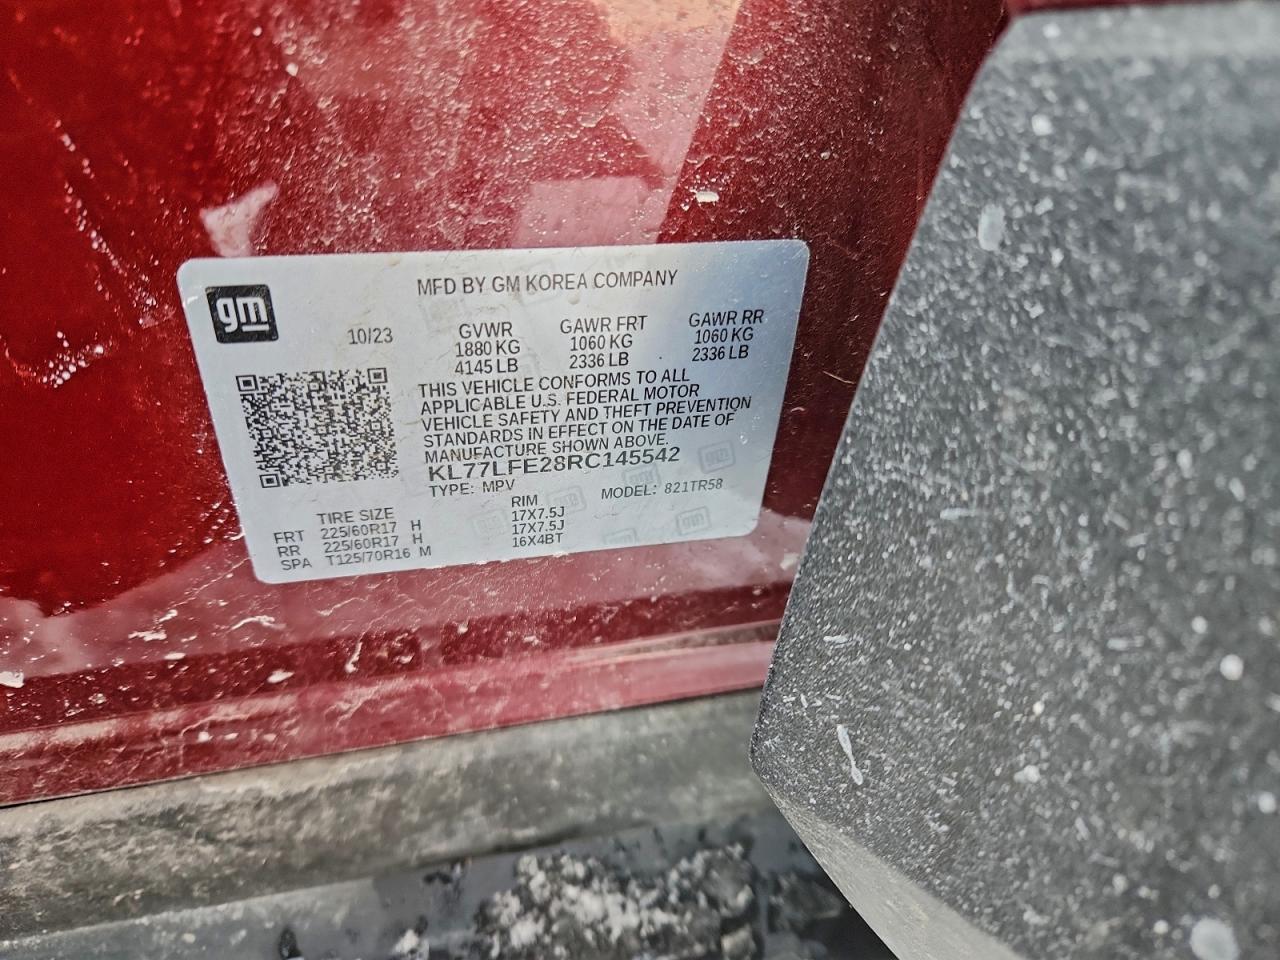 gm
MFD BY GM KOREA COMPANY
10/23
GVWR
1880 KG
4145 LB
GAWR FRT
1060 KG
2336 LB
GAWR RR
1060 KG
2336 LB
THIS VEHICLE CONFORMS TO ALL
APPLICABLE U.S. FEDERAL MOTOR
VEHICLE SAFETY AND THEFT PREVENTION
STANDARDS IN EFFECT ON THE DATE OF
MANUFACTURE SHOWN ABOVE.
KL77LFE28RC145542
TYPE: MPV
MODEL: 821TR58
TIRE SIZE RIM
FRT 225/60R17 H 17X7.5J
RR 225/60R17 H 17X7.5J
SPA T125/70R16 M 16X4BT